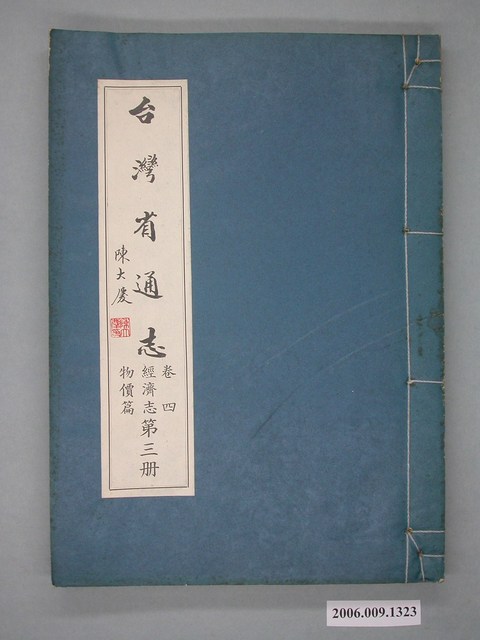 台灣省通志
陳大慶
卷四
經濟志第三册
物價篇
2006.009.1323